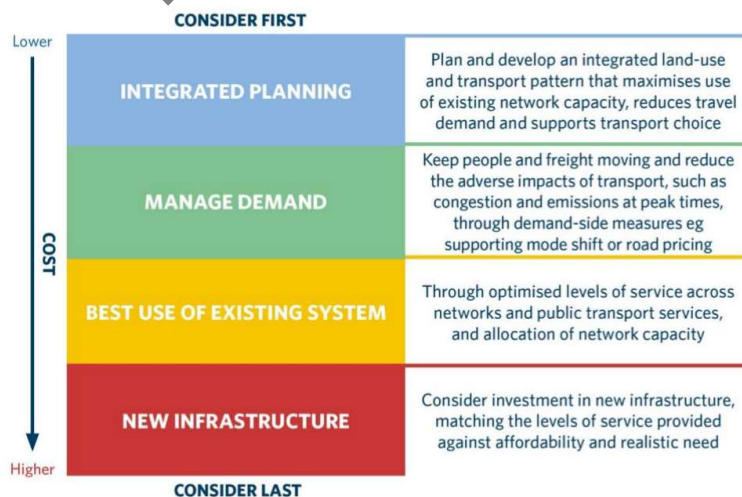 CONSIDER FIRST
Lower
INTEGRATED PLANNING
Plan and develop an integrated land-use
and transport pattern that maximises use
of existing network capacity, reduces travel
demand and supports transport choice
MANAGE DEMAND
Keep people and freight moving and reduce
the adverse impacts of transport, such as
congestion and emissions at peak times,
through demand-side measures eg
supporting mode shift or road pricing
COST
BEST USE OF EXISTING SYSTEM
Through optimised levels of service across
networks and public transport services,
and allocation of network capacity
NEW INFRASTRUCTURE
Consider investment in new infrastructure,
matching the levels of service provided
against affordability and realistic need
Higher
CONSIDER LAST